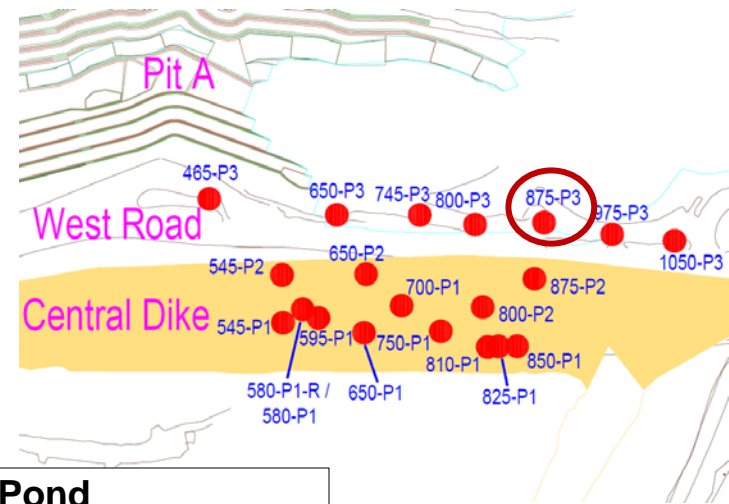 Pit A
465-P3
650-P3
745-P3
800-P3
875-P3
975-P3
West Road
1050-P3
545-P2
650-P2
700-P1
875-P2
Central Dike
800-P2
545-P1
595-P1
750-P1
810-P1
850-P1
580-P1-R /
580-P1
650-P1
825-P1
Pond